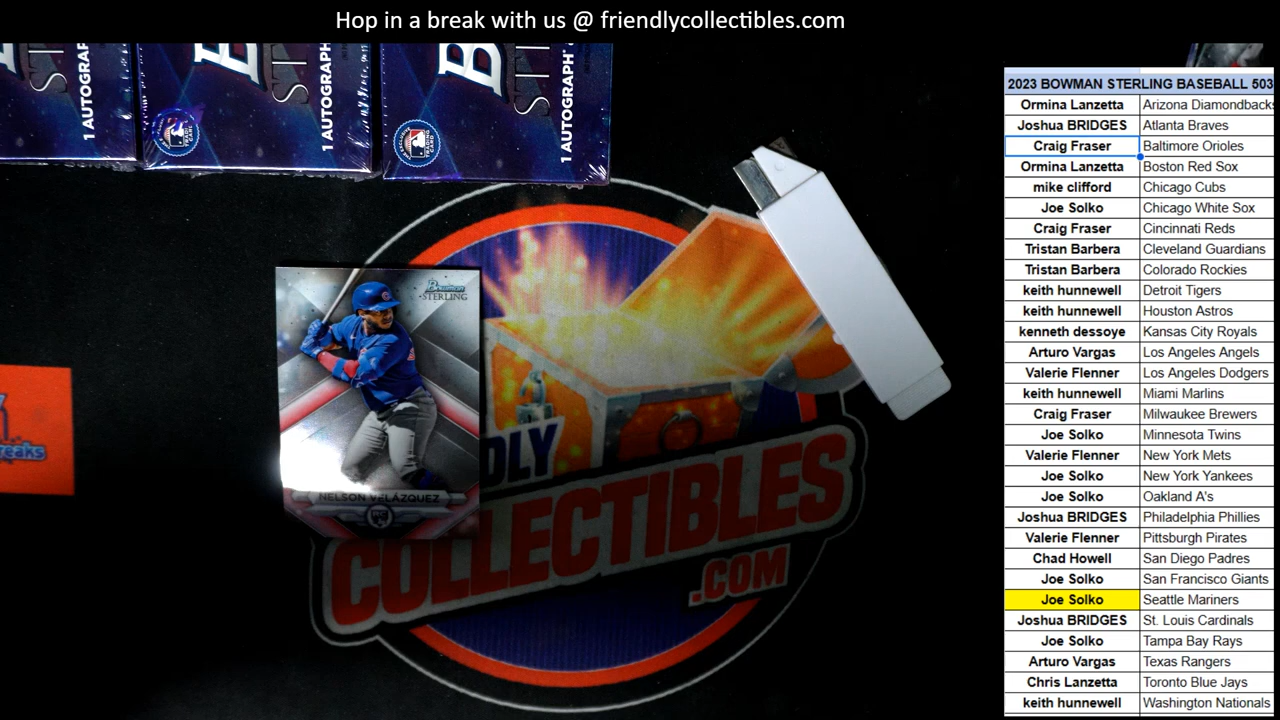 Hop in a break with us @ friendlycollectibles.com
1 AUTOGRAPH
1 AUTOGRAPH
1 AUTOGRAPH
Bowman
STERLING
NELSON VELÁZQUEZ
DLY
COLLECTIBLES
.COM
reaks
2023 BOWMAN STERLING BASEBALL 503
Ormina Lanzetta Arizona Diamondbacks
Joshua BRIDGES Atlanta Braves
Craig Fraser Baltimore Orioles
Ormina Lanzetta Boston Red Sox
mike clifford Chicago Cubs
Joe Solko Chicago White Sox
Craig Fraser Cincinnati Reds
Tristan Barbera Cleveland Guardians
Tristan Barbera Colorado Rockies
keith hunnewell Detroit Tigers
keith hunnewell Houston Astros
kenneth dessoye Kansas City Royals
Arturo Vargas Los Angeles Angels
Valerie Flenner Los Angeles Dodgers
keith hunnewell Miami Marlins
Craig Fraser Milwaukee Brewers
Joe Solko Minnesota Twins
Valerie Flenner New York Mets
Joe Solko New York Yankees
Joe Solko Oakland A's
Joshua BRIDGES Philadelphia Phillies
Valerie Flenner Pittsburgh Pirates
Chad Howell San Diego Padres
Joe Solko San Francisco Giants
Joe Solko Seattle Mariners
Joshua BRIDGES St. Louis Cardinals
Joe Solko Tampa Bay Rays
Arturo Vargas Texas Rangers
Chris Lanzetta Toronto Blue Jays
keith hunnewell Washington Nationals